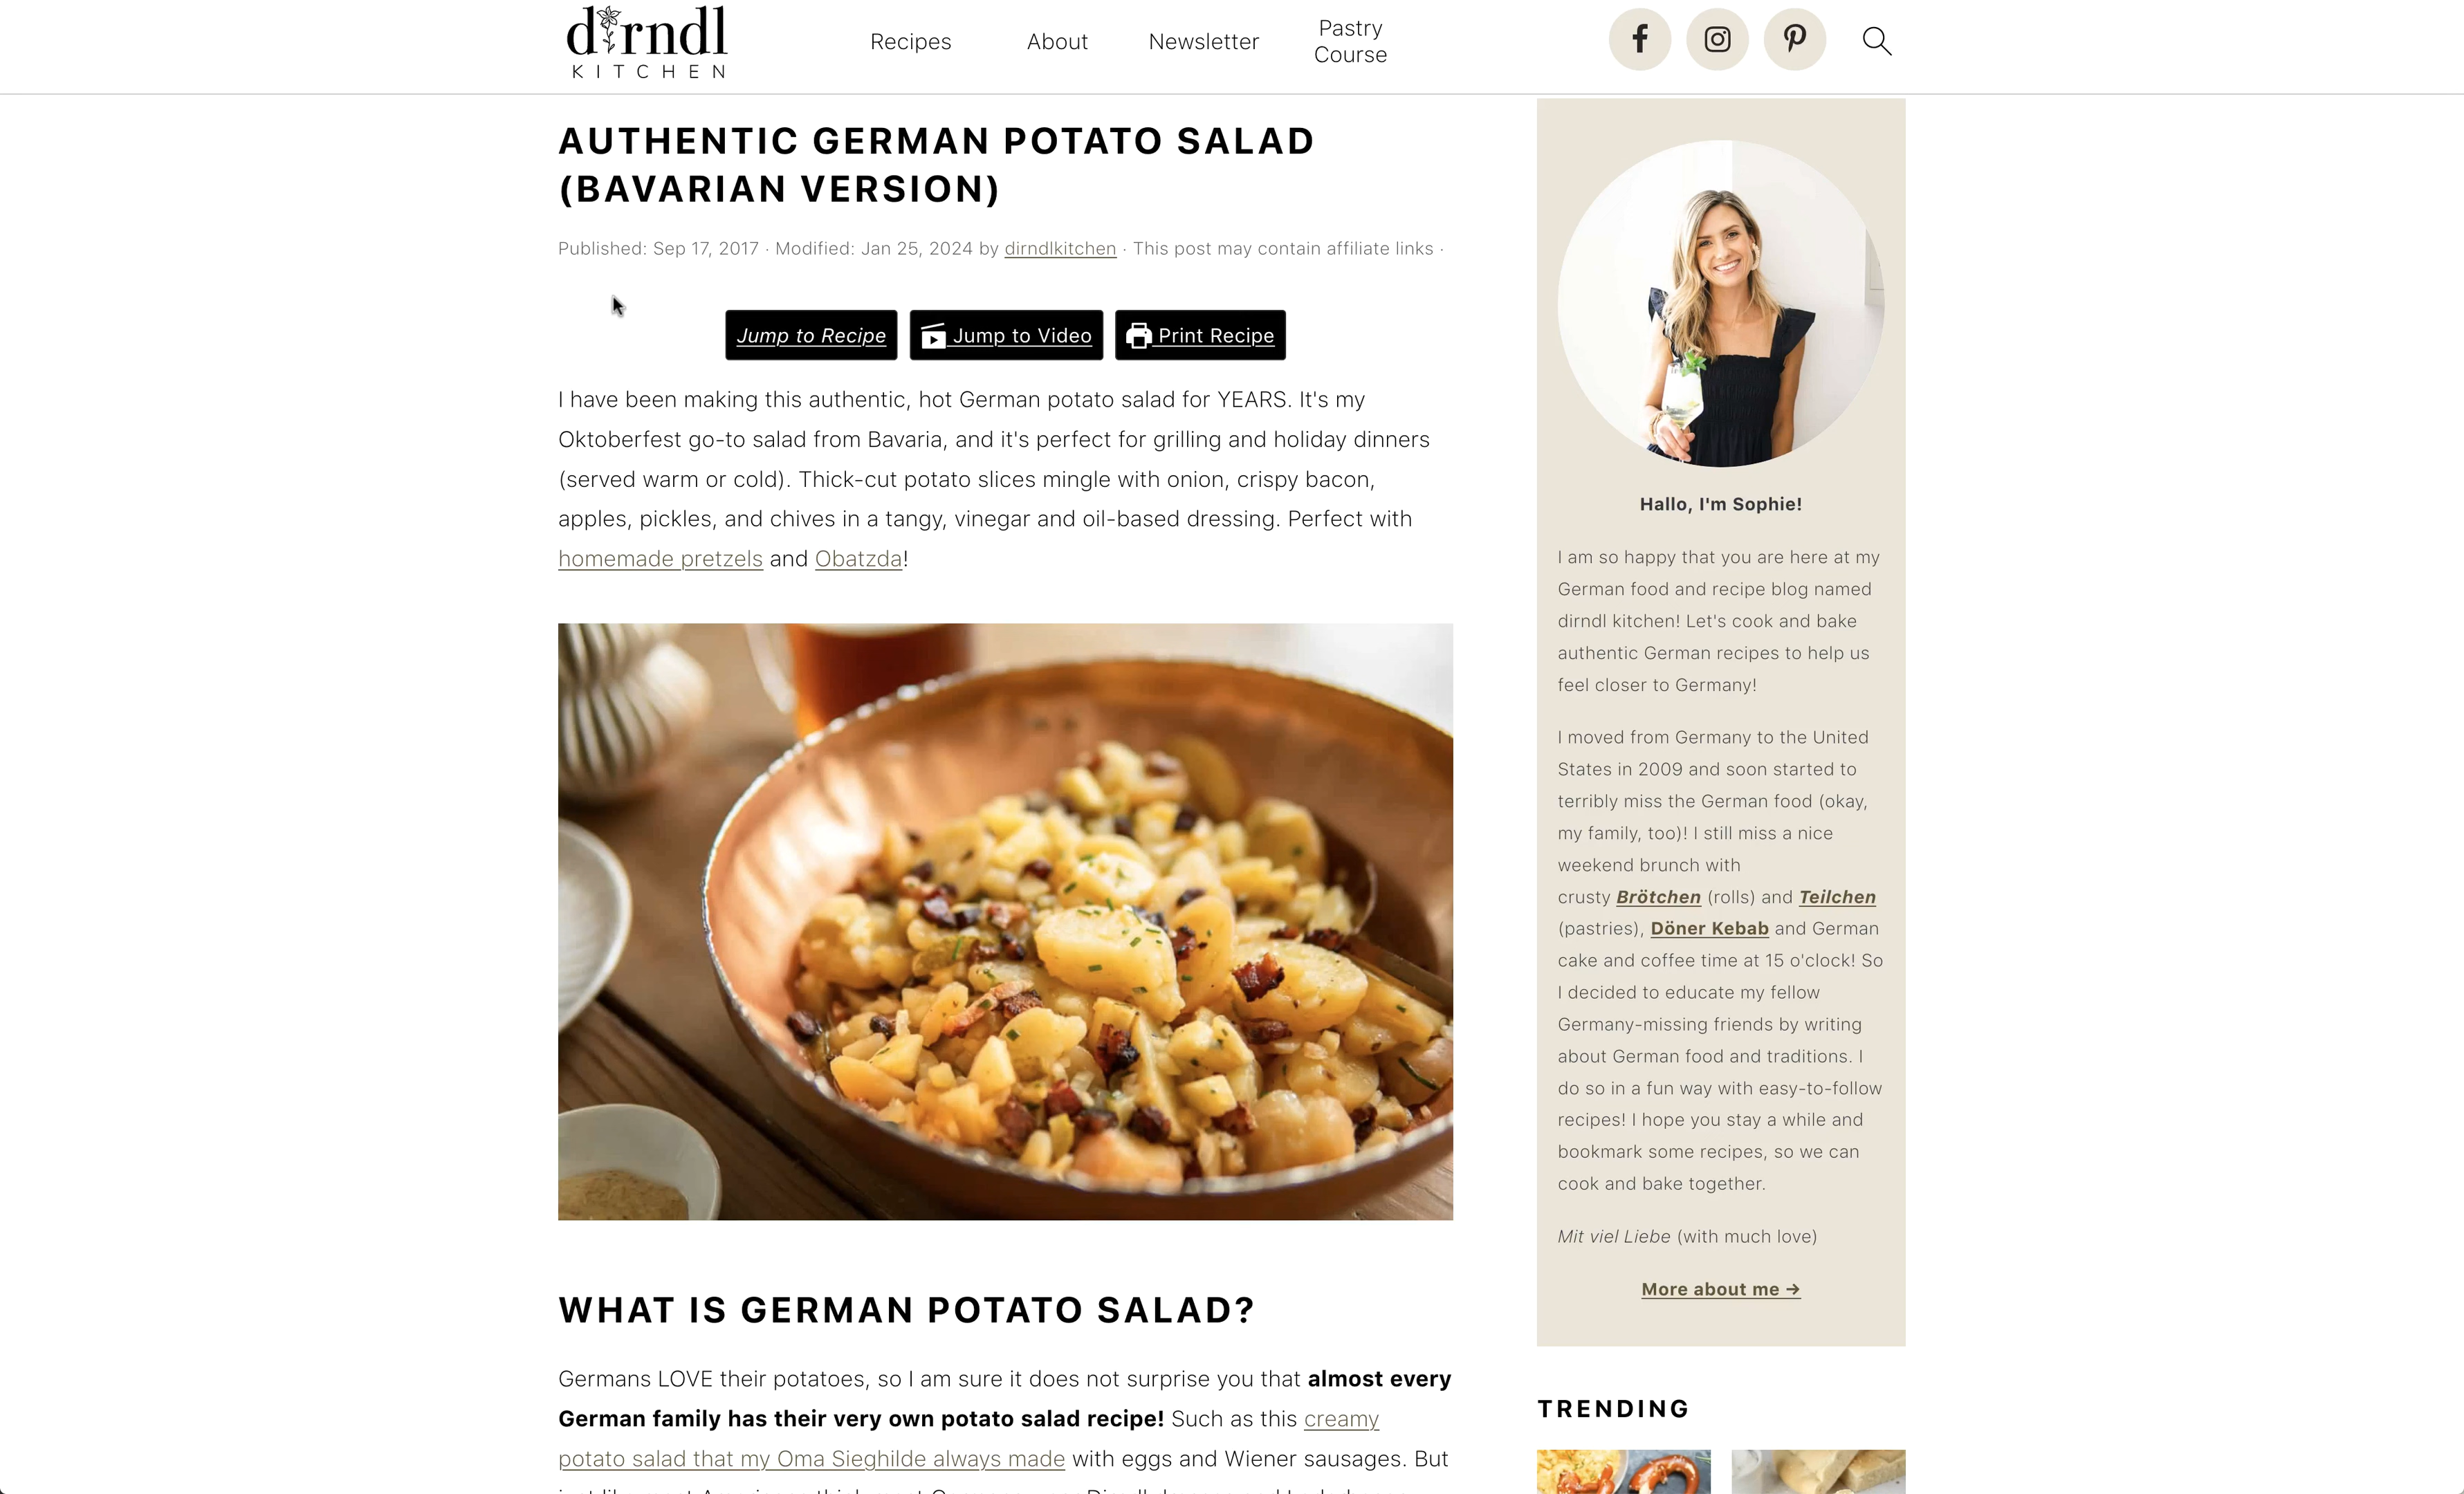 dirndl
KITCHEN
Recipes
About
Newsletter
Pastry
Course
AUTHENTIC GERMAN POTATO SALAD
(BAVARIAN VERSION)
Published: Sep 17, 2017 · Modified: Jan 25, 2024 by dirndlkitchen · This post may contain affiliate links ·
Jump to Recipe
Jump to Video
Print Recipe
I have been making this authentic, hot German potato salad for YEARS. It's my
Oktoberfest go-to salad from Bavaria, and it's perfect for grilling and holiday dinners
(served warm or cold). Thick-cut potato slices mingle with onion, crispy bacon,
apples, pickles, and chives in a tangy, vinegar and oil-based dressing. Perfect with
homemade pretzels and Obatzda!
WHAT IS GERMAN POTATO SALAD?
Germans LOVE their potatoes, so I am sure it does not surprise you that almost every
German family has their very own potato salad recipe! Such as this creamy
potato salad that my Oma Sieghilde always made with eggs and Wiener sausages. But
Hallo, I'm Sophie!
I am so happy that you are here at my
German food and recipe blog named
dirndl kitchen! Let's cook and bake
authentic German recipes to help us
feel closer to Germany!
I moved from Germany to the United
States in 2009 and soon started to
terribly miss the German food (okay,
my family, too)! I still miss a nice
weekend brunch with
crusty Brötchen (rolls) and Teilchen
(pastries), Döner Kebab and German
cake and coffee time at 15 o'clock! So
I decided to educate my fellow
Germany-missing friends by writing
about German food and traditions. I
do so in a fun way with easy-to-follow
recipes! I hope you stay a while and
bookmark some recipes, so we can
cook and bake together.
Mit viel Liebe (with much love)
More about me →
TRENDING